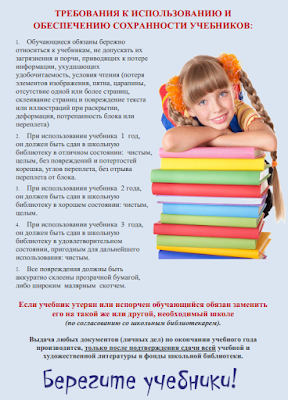 ТРЕБОВАНИЯ К ИСПОЛЬЗОВАНИЮ И
ОБЕСПЕЧЕНИЮ СОХРАННОСТИ УЧЕБНИКОВ:
1. Обучающиеся обязаны бережно
относиться к учебникам, не допускать их
загрязнения и порчи, приводящих к потере
информации, ухудшающих
удобочитаемость, условия чтения (потеря
элементов изображения, пятна, царапины,
отсутствие одной или более страниц,
склеивание страниц и повреждение текста
или иллюстраций при раскрытии,
деформация, потрепанность блока или
переплета)
2. При использовании учебника 1 год,
он должен быть сдан в школьную
библиотеку в отличном состоянии: чистым,
целым, без повреждений и потертостей
корешка, углов переплета, без отрыва
переплета от блока.
3. При использовании учебника 2 года,
он должен быть сдан в школьную
библиотеку в хорошем состоянии: чистым,
целым.
4. При использовании учебника 3 года,
он должен быть сдан в школьную
библиотеку в удовлетворительном
состоянии, пригодным для дальнейшего
использования: чистым.
5. Все повреждения должны быть
аккуратно склеены прозрачной бумагой,
либо широким малярным скотчем.
Если учебник утерян или испорчен обучающийся обязан заменить
его на такой же или другой, необходимый школе
(по согласованию со школьным библиотекарем).
Выдача любых документов (личных дел) по окончании учебного года
производится, только после подтверждения сдачи всей учебной и
художественной литературы в фонды школьной библиотеки.
Берегите учебники!